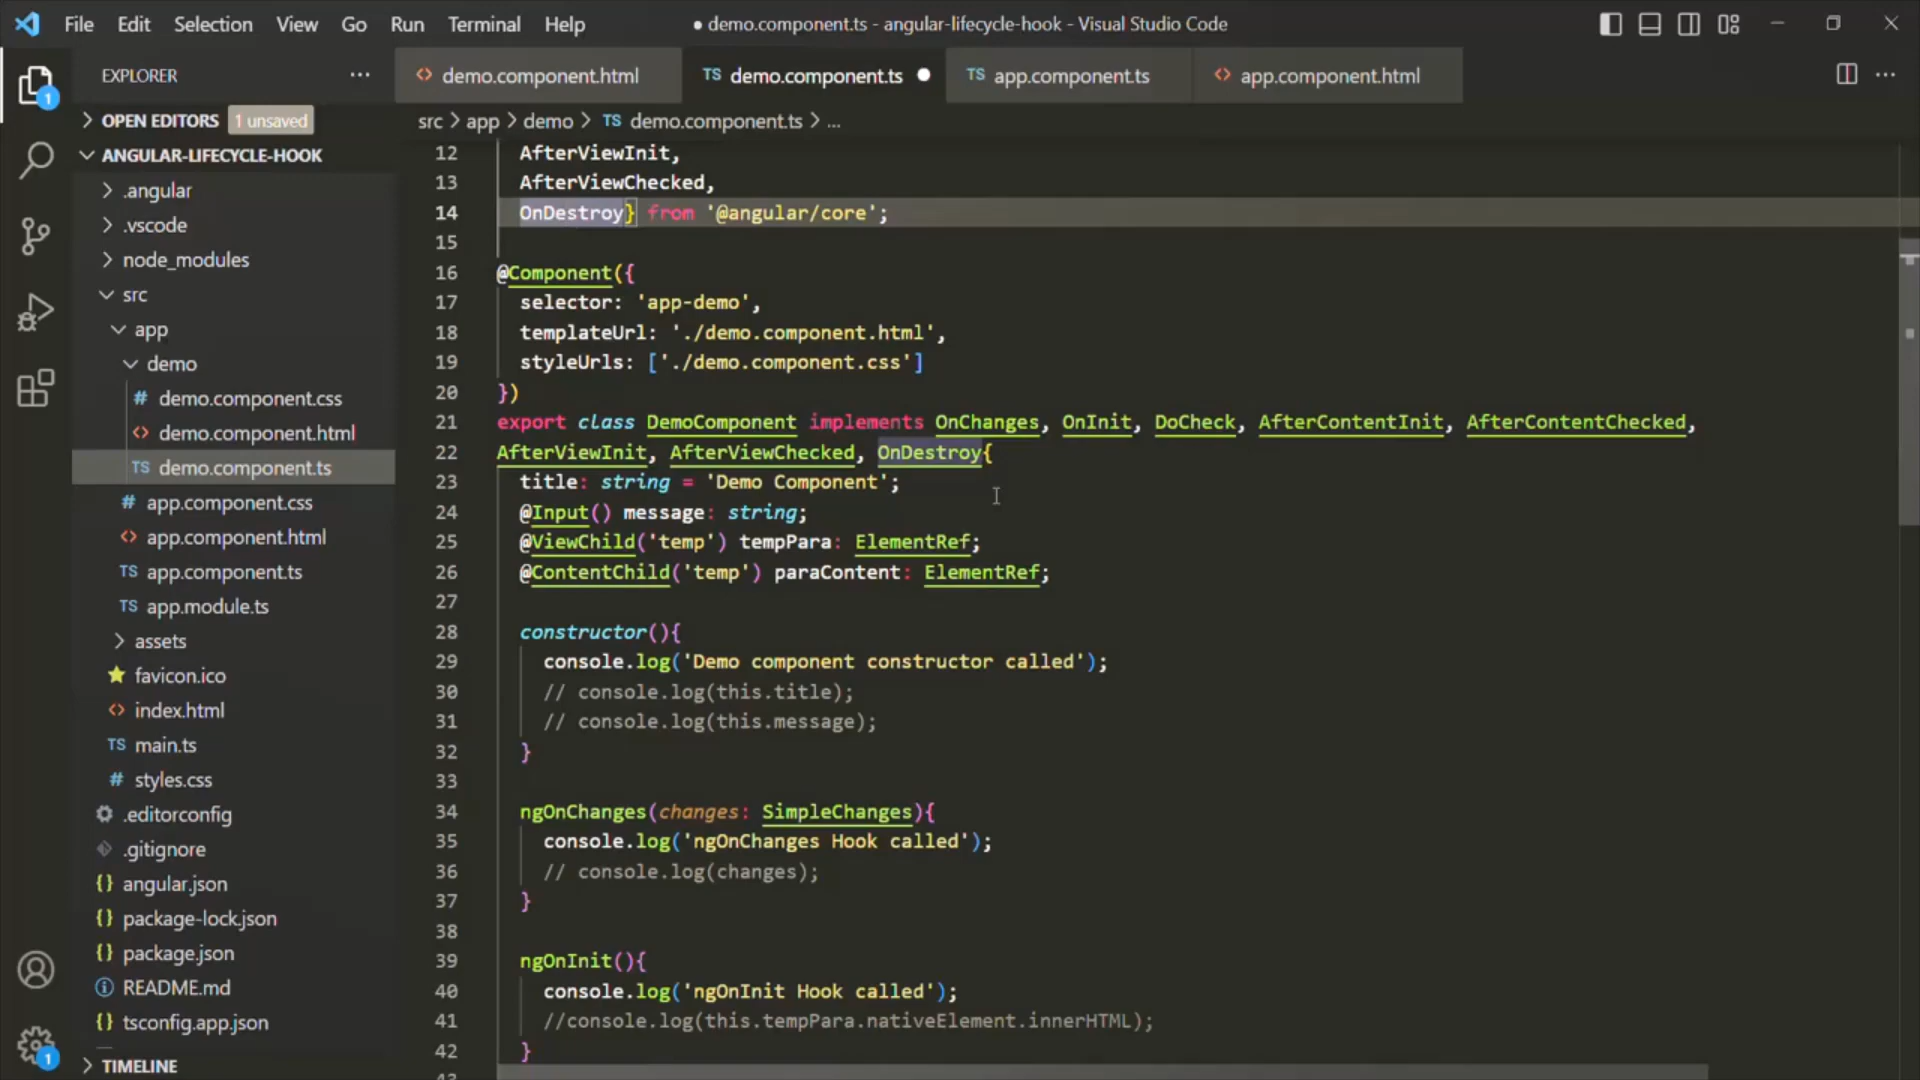 File Edit Selection View Go Run Terminal Help
● demo.component.ts - angular-lifecycle-hook - Visual Studio Code
EXPLORER ···
demo.component.html
TS demo.component.ts ●
TS app.component.ts
app.component.html
OPEN EDITORS 1 unsaved
ANGULAR-LIFECYCLE-HOOK
.angular
.vscode
node_modules
src
app
demo
# demo.component.css
<> demo.component.html
TS demo.component.ts
# app.component.css
<> app.component.html
TS app.component.ts
TS app.module.ts
assets
favicon.ico
<> index.html
TS main.ts
# styles.css
.editorconfig
.gitignore
{} angular.json
{} package-lock.json
{} package.json
README.md
{} tsconfig.app.json
TIMELINE
1
1
src > app > demo > TS demo.component.ts > ...
12 AfterViewInit,
13 AfterViewChecked,
14 OnDestroy} from '@angular/core';
15
16 @Component({
17 selector: 'app-demo',
18 templateUrl: './demo.component.html',
19 styleUrls: ['./demo.component.css']
20 })
21 export class DemoComponent implements OnChanges, OnInit, DoCheck, AfterContentInit, AfterContentChecked,
22 AfterViewInit, AfterViewChecked, OnDestroy{
23 title: string = 'Demo Component';
24 @Input() message: string;
25 @ViewChild('temp') tempPara: ElementRef;
26 @ContentChild('temp') paraContent: ElementRef;
27
28 constructor(){
29 console.log('Demo component constructor called');
30 // console.log(this.title);
31 // console.log(this.message);
32 }
33
34 ngOnChanges(changes: SimpleChanges){
35 console.log('ngOnChanges Hook called');
36 // console.log(changes);
37 }
38
39 ngOnInit(){
40 console.log('ngOnInit Hook called');
41 //console.log(this.tempPara.nativeElement.innerHTML);
42 }